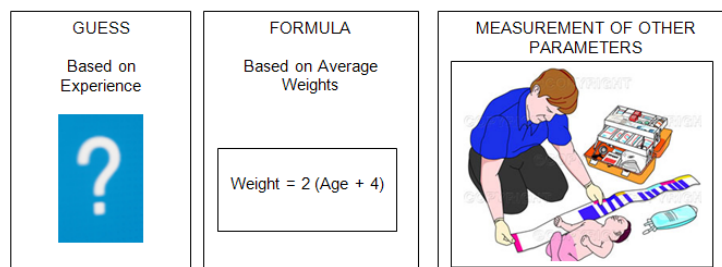 GUESS
Based on
Experience
?
FORMULA
Based on Average
Weights
Weight = 2 (Age + 4)
MEASUREMENT OF OTHER
PARAMETERS